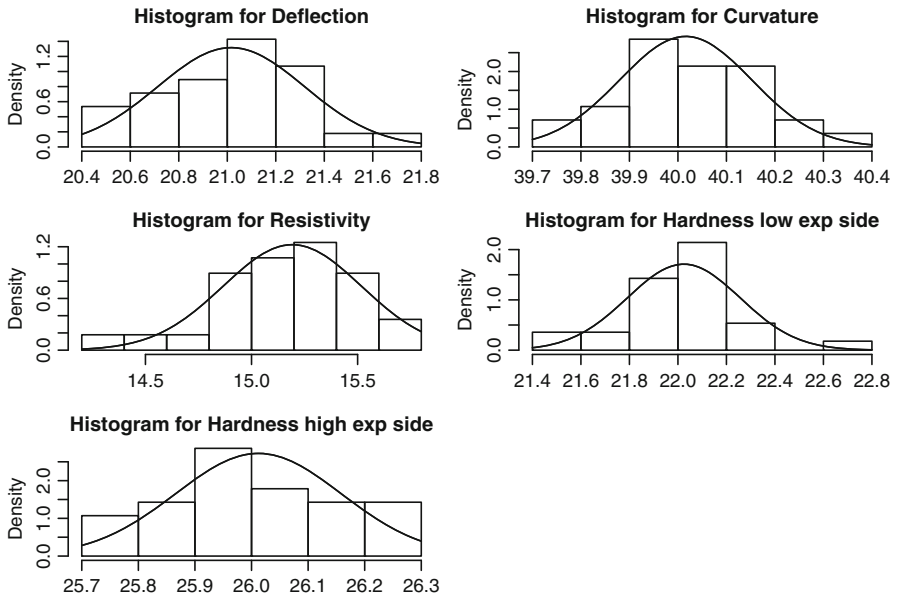 Histogram for Deflection
Density
0.0 0.6 1.2
20.4 20.6 20.8 21.0 21.2 21.4 21.6 21.8
Histogram for Curvature
Density
0.0 1.0 2.0
39.7 39.8 39.9 40.0 40.1 40.2 40.3 40.4
Histogram for Resistivity
Density
0.0 0.6 1.2
14.5 15.0 15.5
Histogram for Hardness low exp side
Density
0.0 1.0 2.0
21.4 21.6 21.8 22.0 22.2 22.4 22.6 22.8
Histogram for Hardness high exp side
Density
0.0 1.0 2.0
25.7 25.8 25.9 26.0 26.1 26.2 26.3